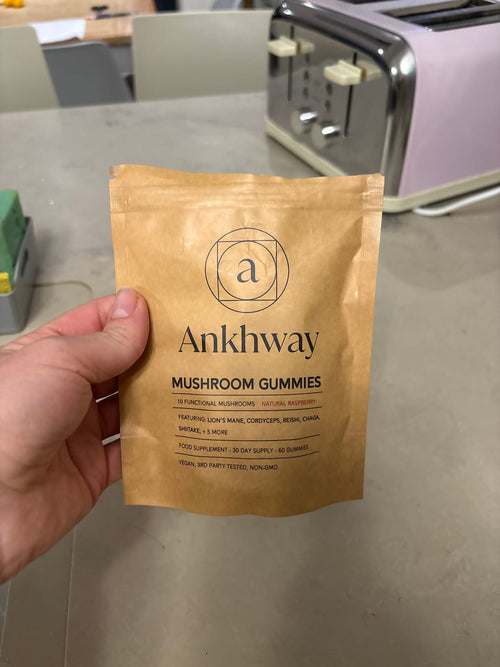 a
Ankhway
MUSHROOM GUMMIES
10 FUNCTIONAL MUSHROOMS NATURAL RASPBERRY
FEATURING: LION'S MANE, CORDYCEPS, REISHI, CHAGA,
SHIITAKE, + 5 MORE
FOOD SUPPLEMENT - 30 DAY SUPPLY - 60 GUMMIES
VEGAN, 3RD PARTY TESTED, NON-GMO